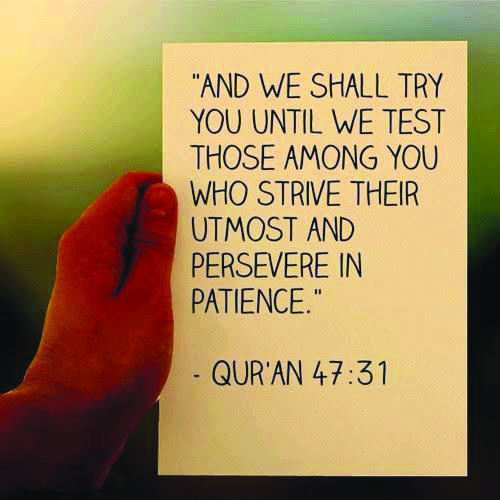 "AND WE SHALL TRY
YOU UNTIL WE TEST
THOSE AMONG YOU
WHO STRIVE THEIR
UTMOST AND
PERSEVERE IN
PATIENCE."
- QUR'AN 47:31